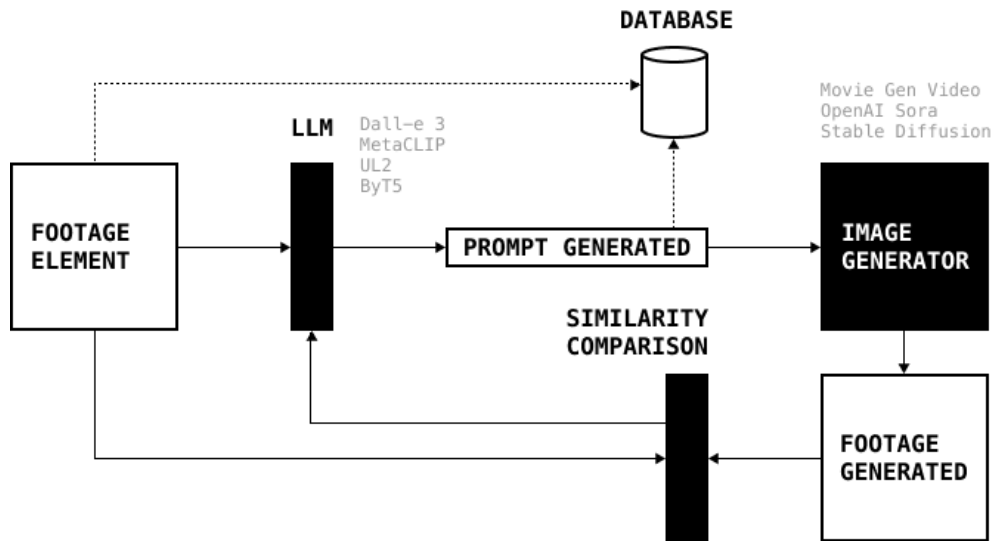 DATABASE
Movie Gen Video
OpenAI Sora
Stable Diffusion
LLM
Dall-e 3
MetaCLIP
UL2
ByT5
FOOTAGE
ELEMENT
PROMPT GENERATED
IMAGE
GENERATOR
SIMILARITY
COMPARISON
FOOTAGE
GENERATED